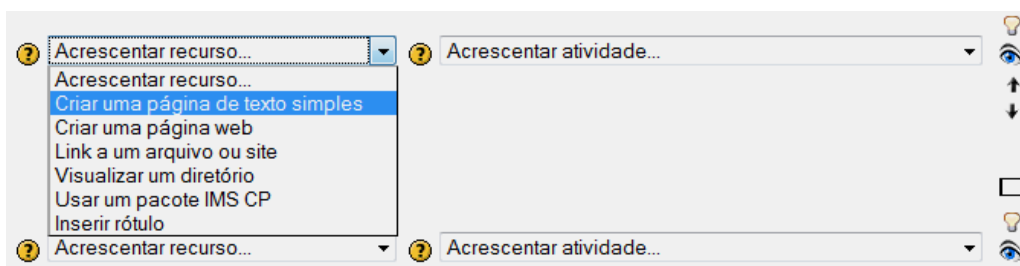 ? Acrescentar recurso... ? Acrescentar atividade...
Acrescentar recurso...
Criar uma página de texto simples
Criar uma página web
Link a um arquivo ou site
Visualizar um diretório
Usar um pacote IMS CP
Inserir rótulo
? Acrescentar recurso... ? Acrescentar atividade...